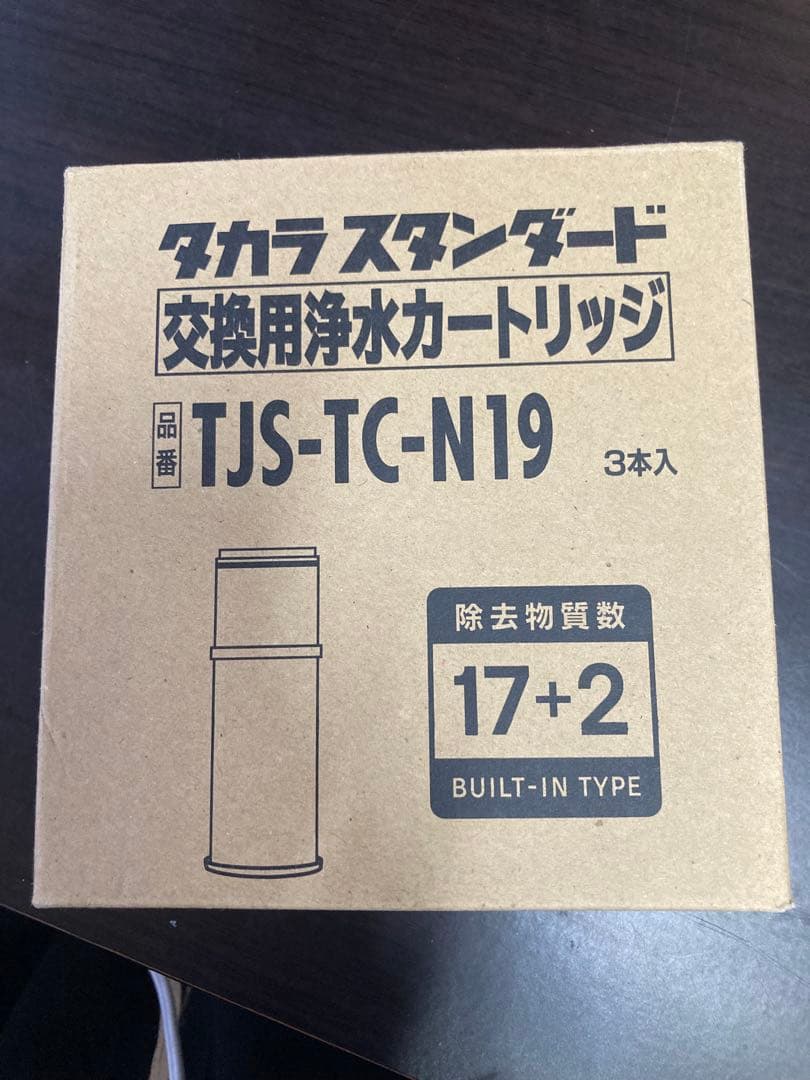 タカラスタンダード
交換用浄水カートリッジ
品番 TJS-TC-N19 3本入
除去物質数
17+2
BUILT-IN TYPE